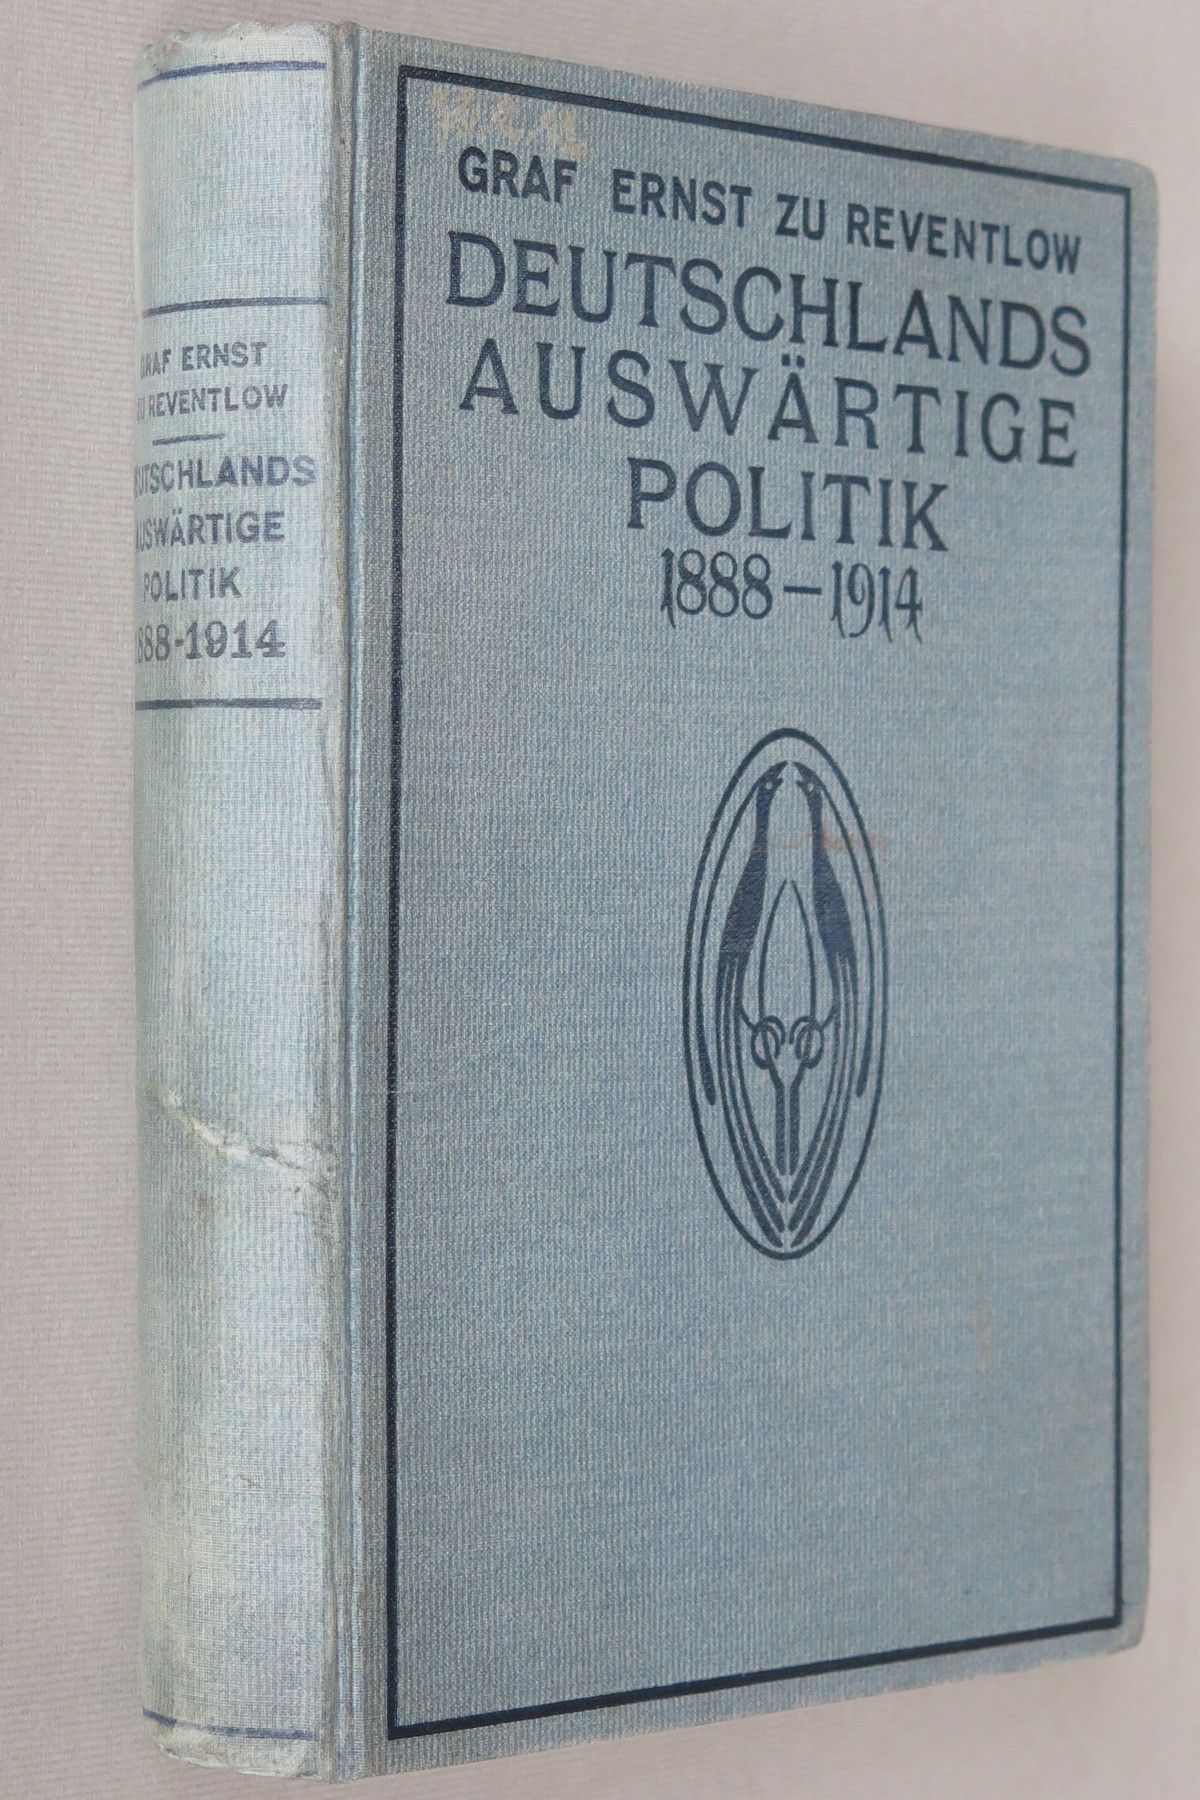 GRAF ERNST ZU REVENTLOW
DEUTSCHLANDS
AUSWÄRTIGE
POLITIK
1888–1914
GRAF ERNST
ZU REVENTLOW
DEUTSCHLANDS
AUSWÄRTIGE
POLITIK
1888-1914